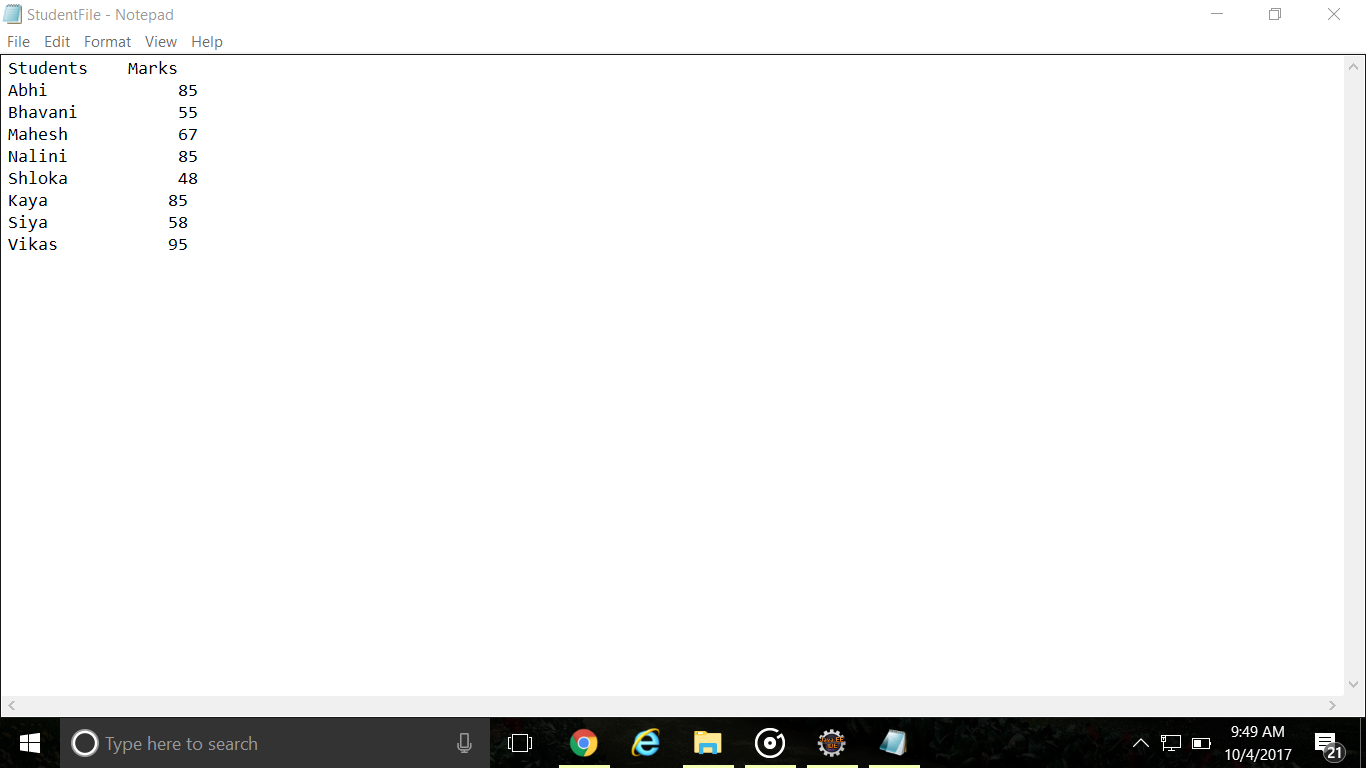 StudentFile - Notepad
File Edit Format View Help
Students    Marks
Abhi             85
Bhavani          55
Mahesh           67
Nalini           85
Shloka           48
Kaya            85
Siya            58
Vikas           95
Type here to search
9:49 AM
10/4/2017
21